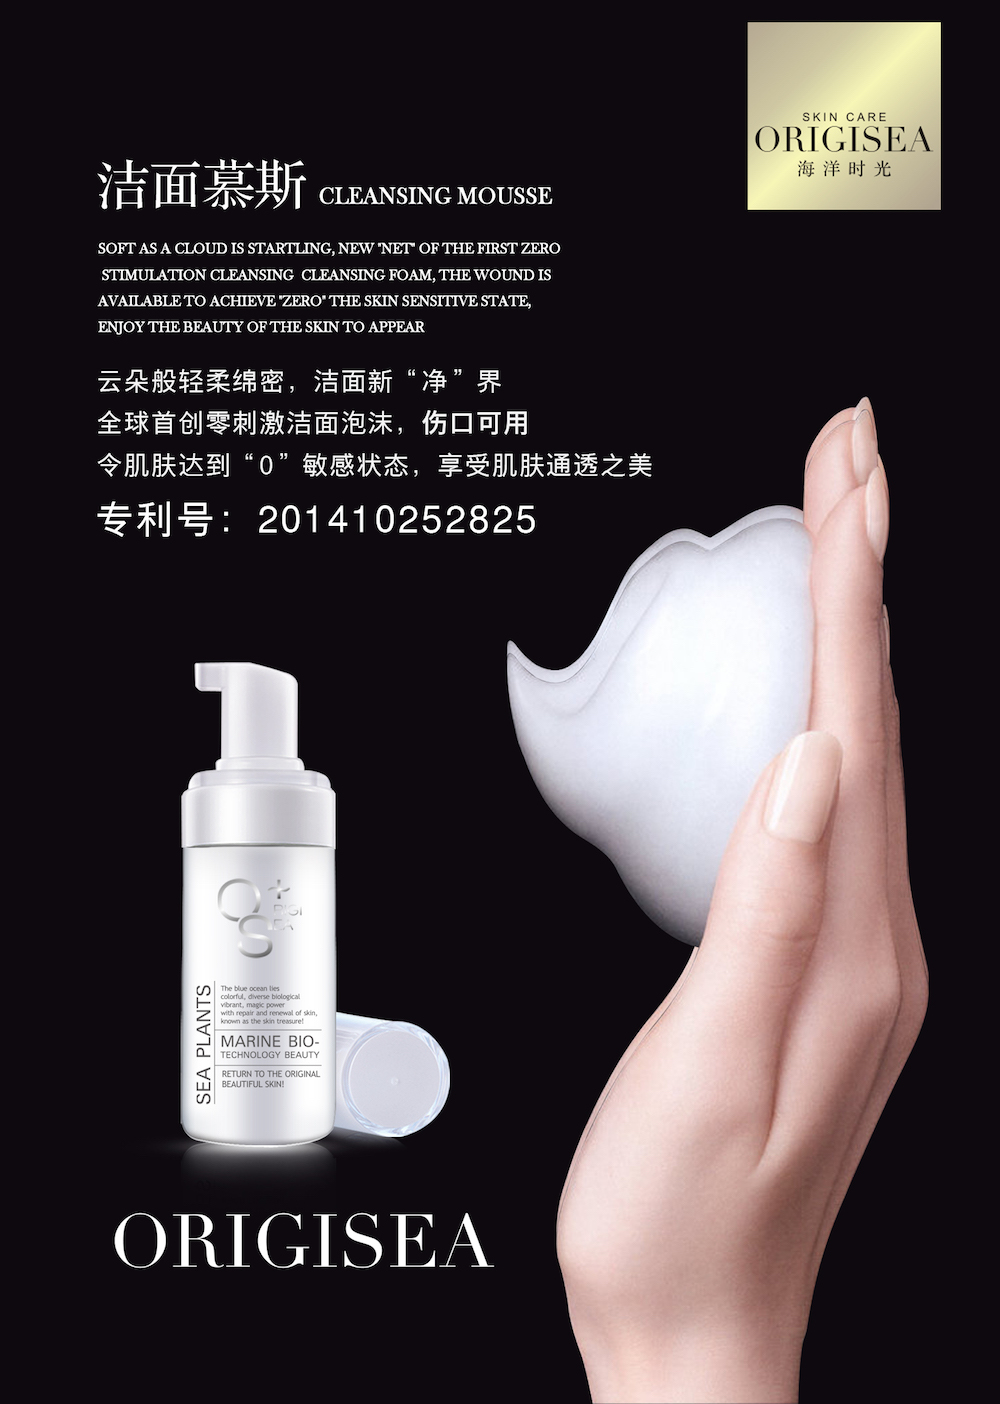 SKIN CARE
ORIGISEA
海洋时光
洁面慕斯 CLEANSING MOUSSE
SOFT AS A CLOUD IS STARTLING, NEW "NET" OF THE FIRST ZERO
STIMULATION CLEANSING CLEANSING FOAM, THE WOUND IS
AVAILABLE TO ACHIEVE "ZERO" THE SKIN SENSITIVE STATE,
ENJOY THE BEAUTY OF THE SKIN TO APPEAR
云朵般轻柔绵密，洁面新“净”界
全球首创零刺激洁面泡沫，伤口可用
令肌肤达到“0”敏感状态，享受肌肤通透之美
专利号：201410252825
O+RIGI
SEA
SEA PLANTS
The blue ocean lies
colorful, diverse biological
vibrant, magic power
with repair and renewal of skin,
known as the skin treasure!
MARINE BIO-
TECHNOLOGY BEAUTY
RETURN TO THE ORIGINAL
BEAUTIFUL SKIN!
ORIGISEA